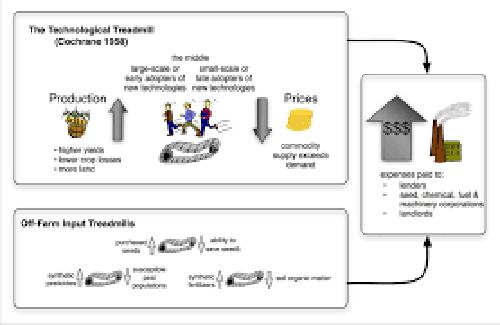 The Technological Treadmill
(Cochrane 1958)
the middle
large-scale or
early adopters of
new technologies
small-scale or
late adopters of
new technologies
Production
• higher yields
• lower crop losses
• more land
Prices
commodity
supply exceeds
demand
$$$
expenses paid to:
• lenders
• seed, chemical, fuel &
machinery corporations
• landlords
Off-Farm Input Treadmills
purchased
seeds
ability to
save seeds
synthetic
pesticides
susceptible
pest
populations
synthetic
fertilizers
soil organic matter